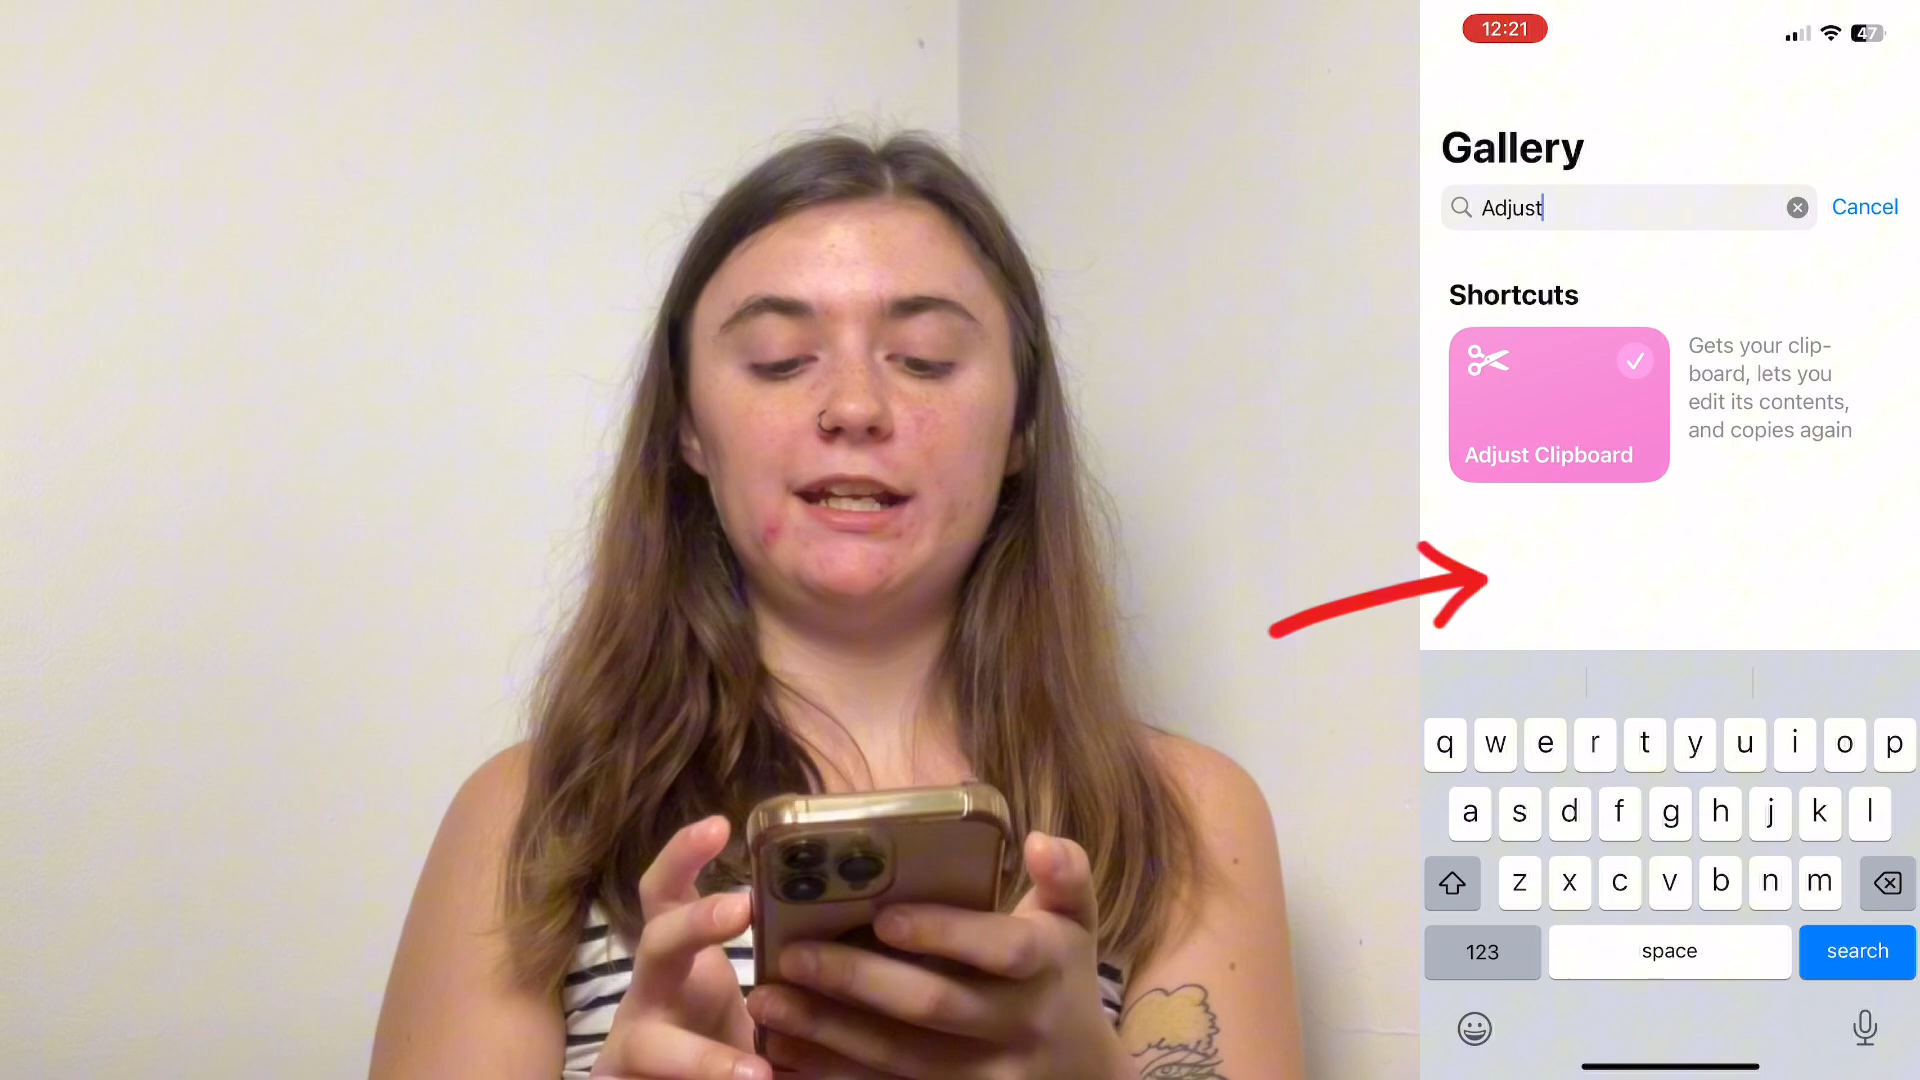 12:21
47
Gallery
Adjust
Cancel
Shortcuts
Gets your clip-
board, lets you
edit its contents,
and copies again
Adjust Clipboard
q w e r t y u i o p
a s d f g h j k l
z x c v b n m
123 space search